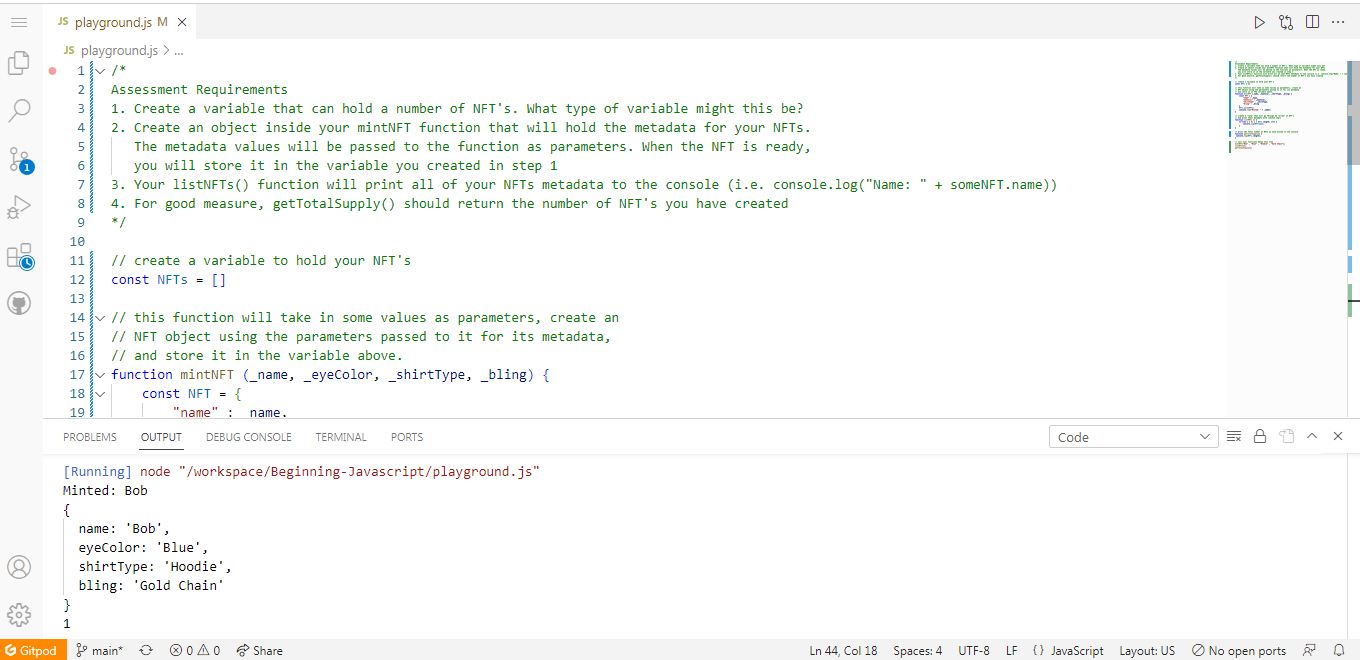 JS playground.js M
JS playground.js > ...
1 /*
2 Assessment Requirements
3 1. Create a variable that can hold a number of NFT's. What type of variable might this be?
4 2. Create an object inside your mintNFT function that will hold the metadata for your NFTs.
5 The metadata values will be passed to the function as parameters. When the NFT is ready,
6 you will store it in the variable you created in step 1
7 3. Your listNFTs() function will print all of your NFTs metadata to the console (i.e. console.log("Name: " + someNFT.name))
8 4. For good measure, getTotalSupply() should return the number of NFT's you have created
9 */
10
11 // create a variable to hold your NFT's
12 const NFTs = []
13
14 // this function will take in some values as parameters, create an
15 // NFT object using the parameters passed to it for its metadata,
16 // and store it in the variable above.
17 function mintNFT (_name, _eyeColor, _shirtType, _bling) {
18 const NFT = {
19 "name" : _name,
1
PROBLEMS OUTPUT DEBUG CONSOLE TERMINAL PORTS Code
[Running] node "/workspace/Beginning-Javascript/playground.js"
Minted: Bob
{
name: 'Bob',
eyeColor: 'Blue',
shirtType: 'Hoodie',
bling: 'Gold Chain'
}
1
Gitpod main* 0 0 Share Ln 44, Col 18 Spaces: 4 UTF-8 LF {} JavaScript Layout: US No open ports